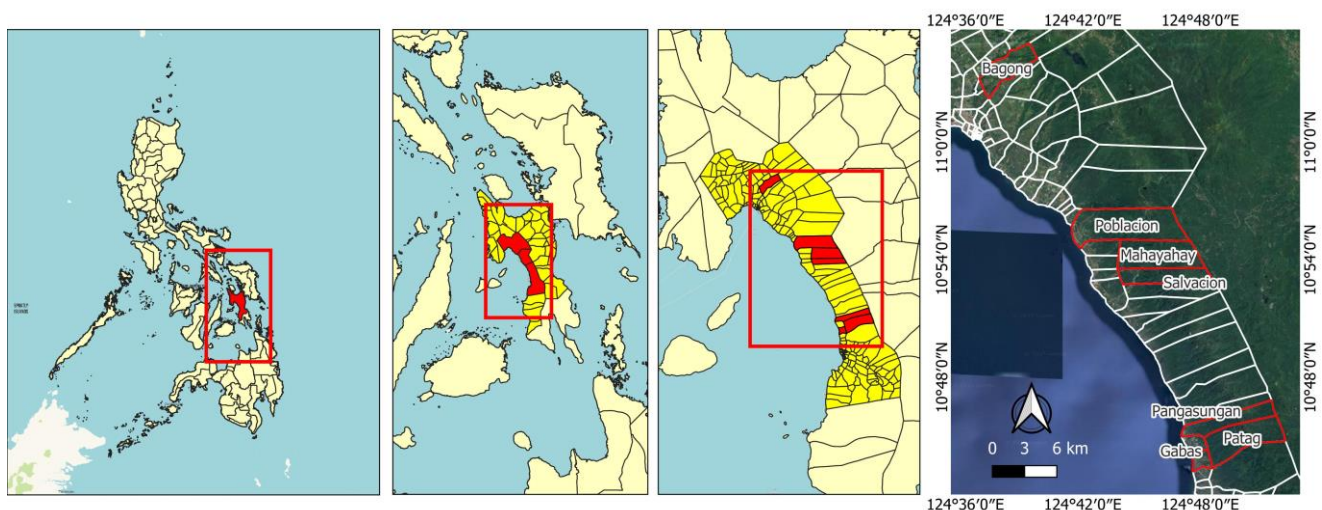 124°36′0″E 124°42′0″E 124°48′0″E
Bagong
11°0′0″N 11°0′0″N
Poblacion
Mahayahay
10°54′0″N 10°54′0″N
Salvacion
10°48′0″N 10°48′0″N
Pangasungan
Patag
Gabas
0 3 6 km
124°36′0″E 124°42′0″E 124°48′0″E